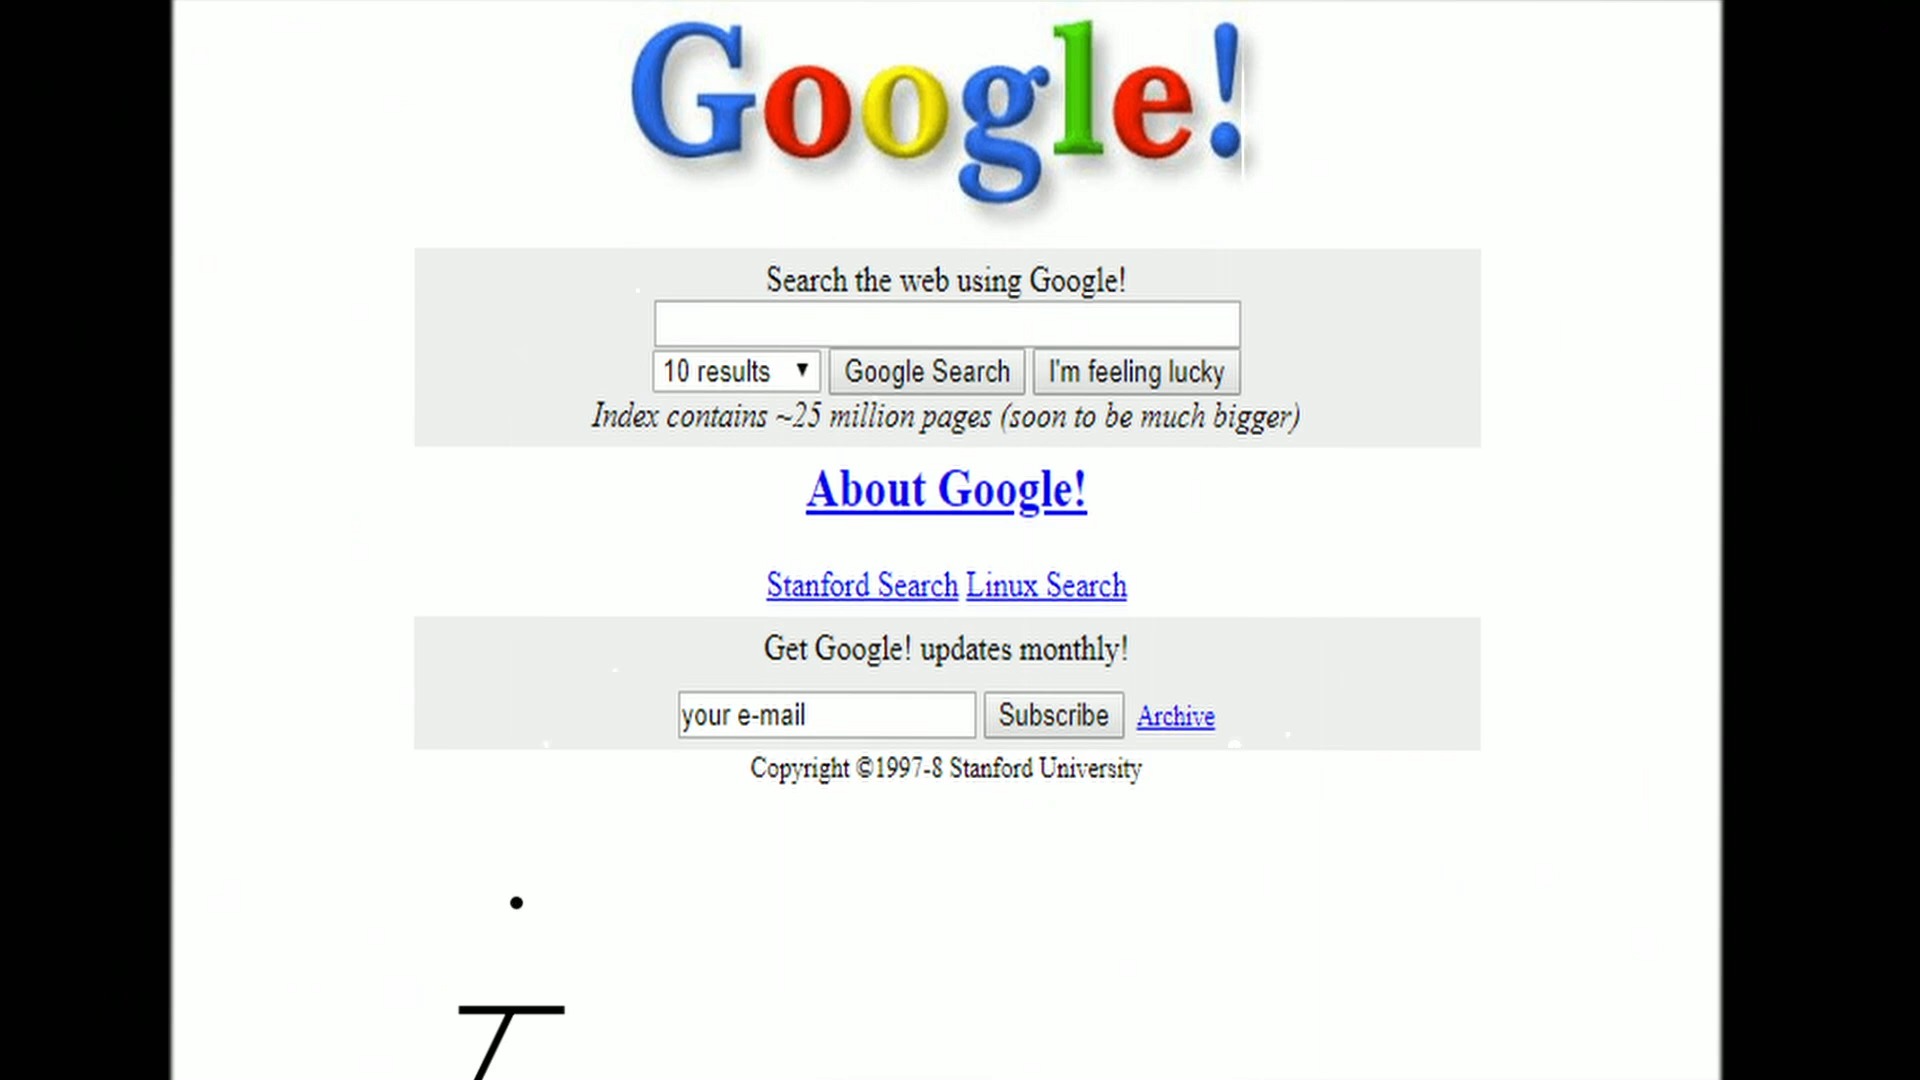 Google!
Search the web using Google!
10 results ▼ Google Search I'm feeling lucky
Index contains ~25 million pages (soon to be much bigger)
About Google!
Stanford Search Linux Search
Get Google! updates monthly!
your e-mail Subscribe Archive
Copyright ©1997-8 Stanford University